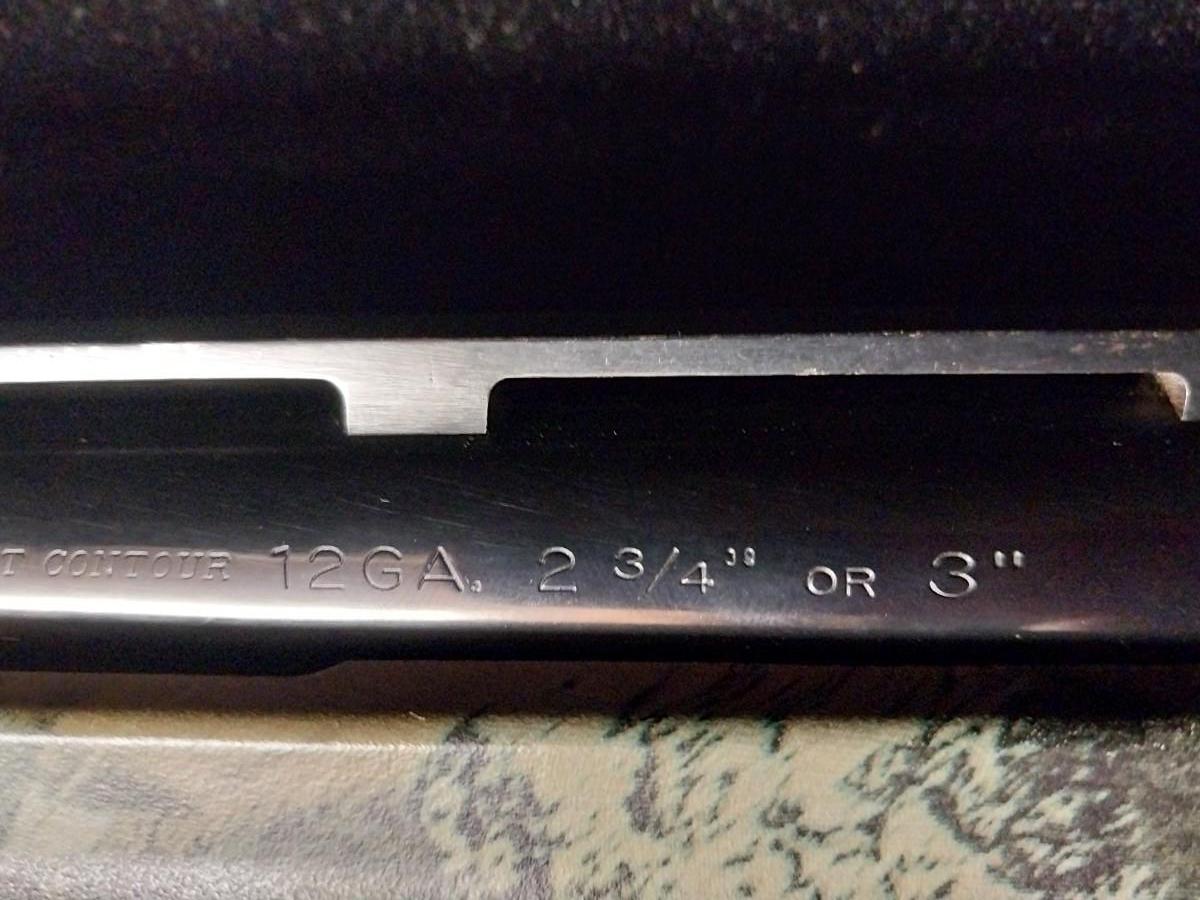 T CONTOUR 12GA. 2 3/4" OR 3"